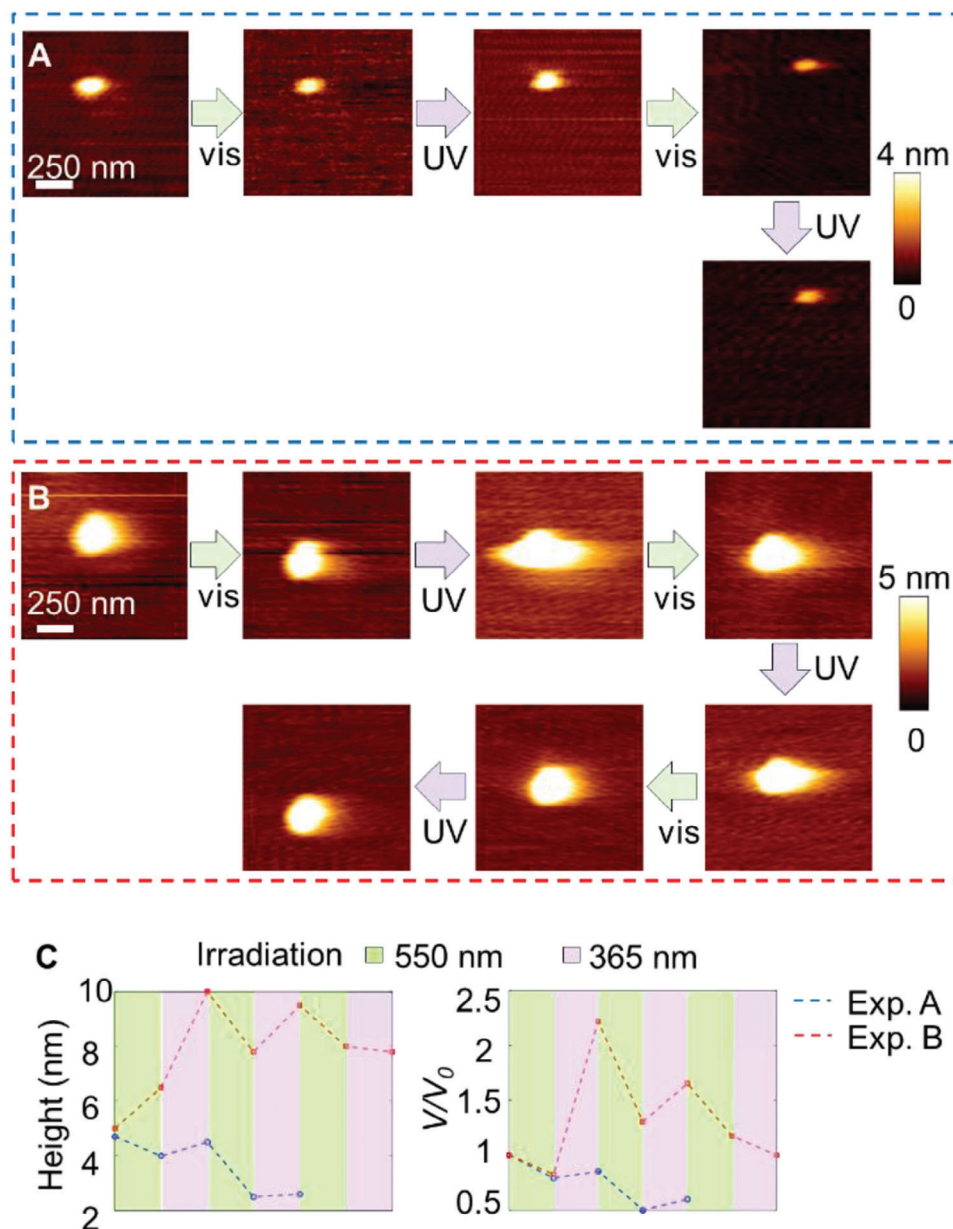 A
250 nm
vis
UV
vis
4 nm
0
UV
B
250 nm
vis
UV
vis
5 nm
0
UV
UV
vis
C
Irradiation 550 nm 365 nm
Height (nm)
10
8
6
4
2
V/V0
2.5
2
1.5
1
0.5
Exp. A
Exp. B